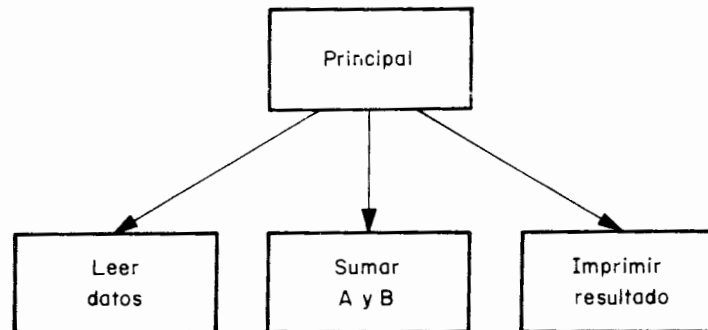 Principal
Leer
datos
Sumar
A y B
Imprimir
resultado